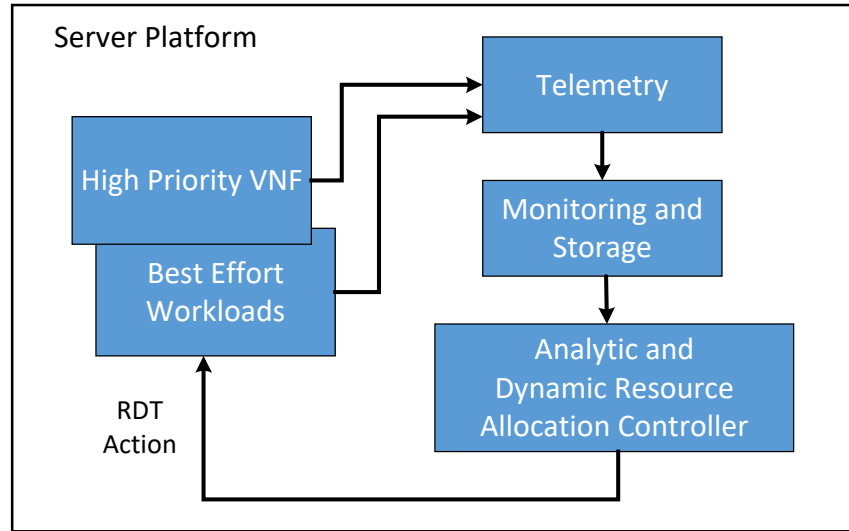 Server Platform
Telemetry
High Priority VNF
Monitoring and
Storage
Best Effort
Workloads
Analytic and
Dynamic Resource
Allocation Controller
RDT
Action